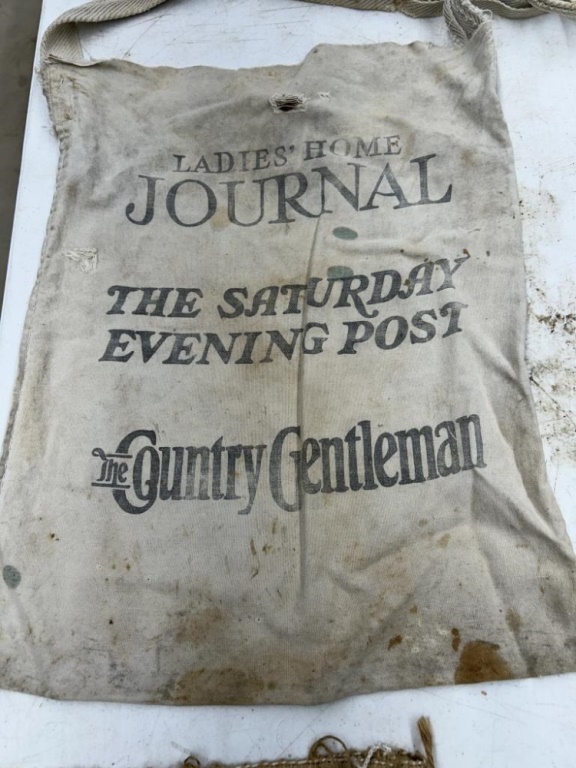 LADIES' HOME
JOURNAL
THE SATURDAY
EVENING POST
The Country Gentleman